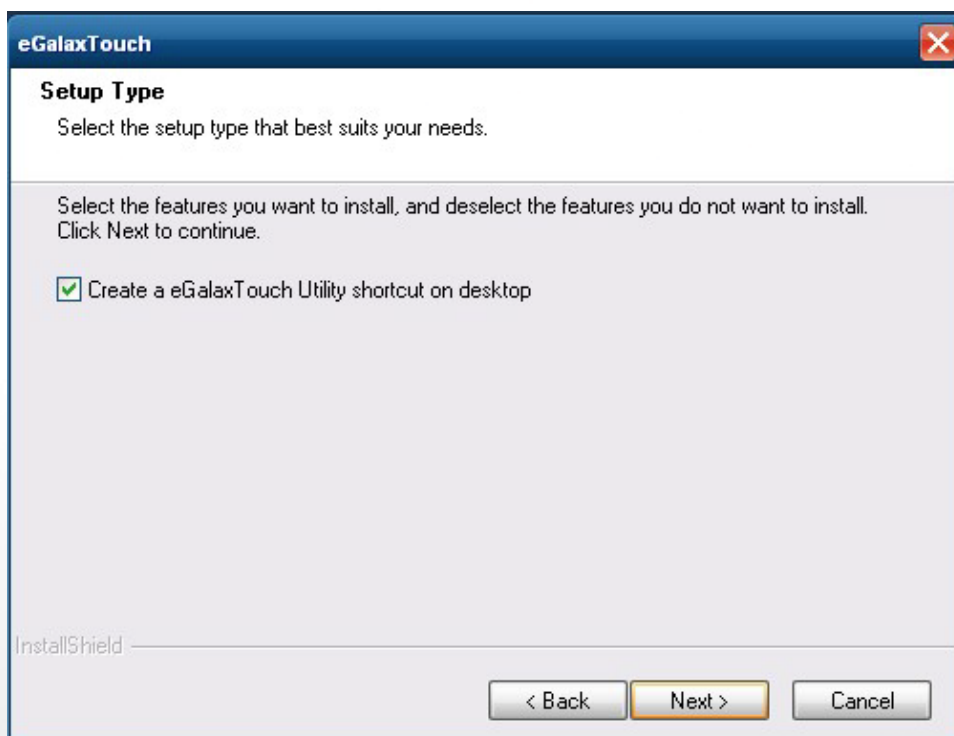 eGalaxTouch
Setup Type
Select the setup type that best suits your needs.
Select the features you want to install, and deselect the features you do not want to install.
Click Next to continue.
Create a eGalaxTouch Utility shortcut on desktop
InstallShield
< Back
Next >
Cancel